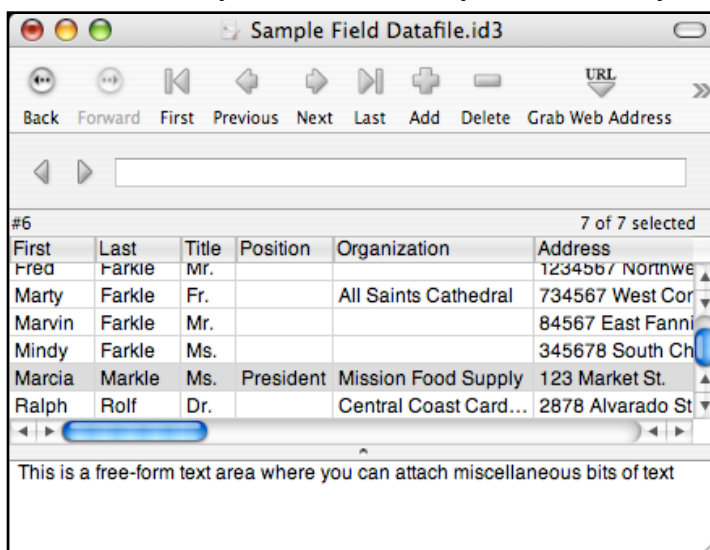 Sample Field Datafile.id3
URL
Back Forward First Previous Next Last Add Delete Grab Web Address
#6 7 of 7 selected
First Last Title Position Organization Address
Fred Farkle Mr. 1234567 Northwe
Marty Farkle Fr. All Saints Cathedral 734567 West Cor
Marvin Farkle Mr. 84567 East Fanni
Mindy Farkle Ms. 345678 South Ch
Marcia Markle Ms. President Mission Food Supply 123 Market St.
Ralph Rolf Dr. Central Coast Card... 2878 Alvarado St
This is a free-form text area where you can attach miscellaneous bits of text